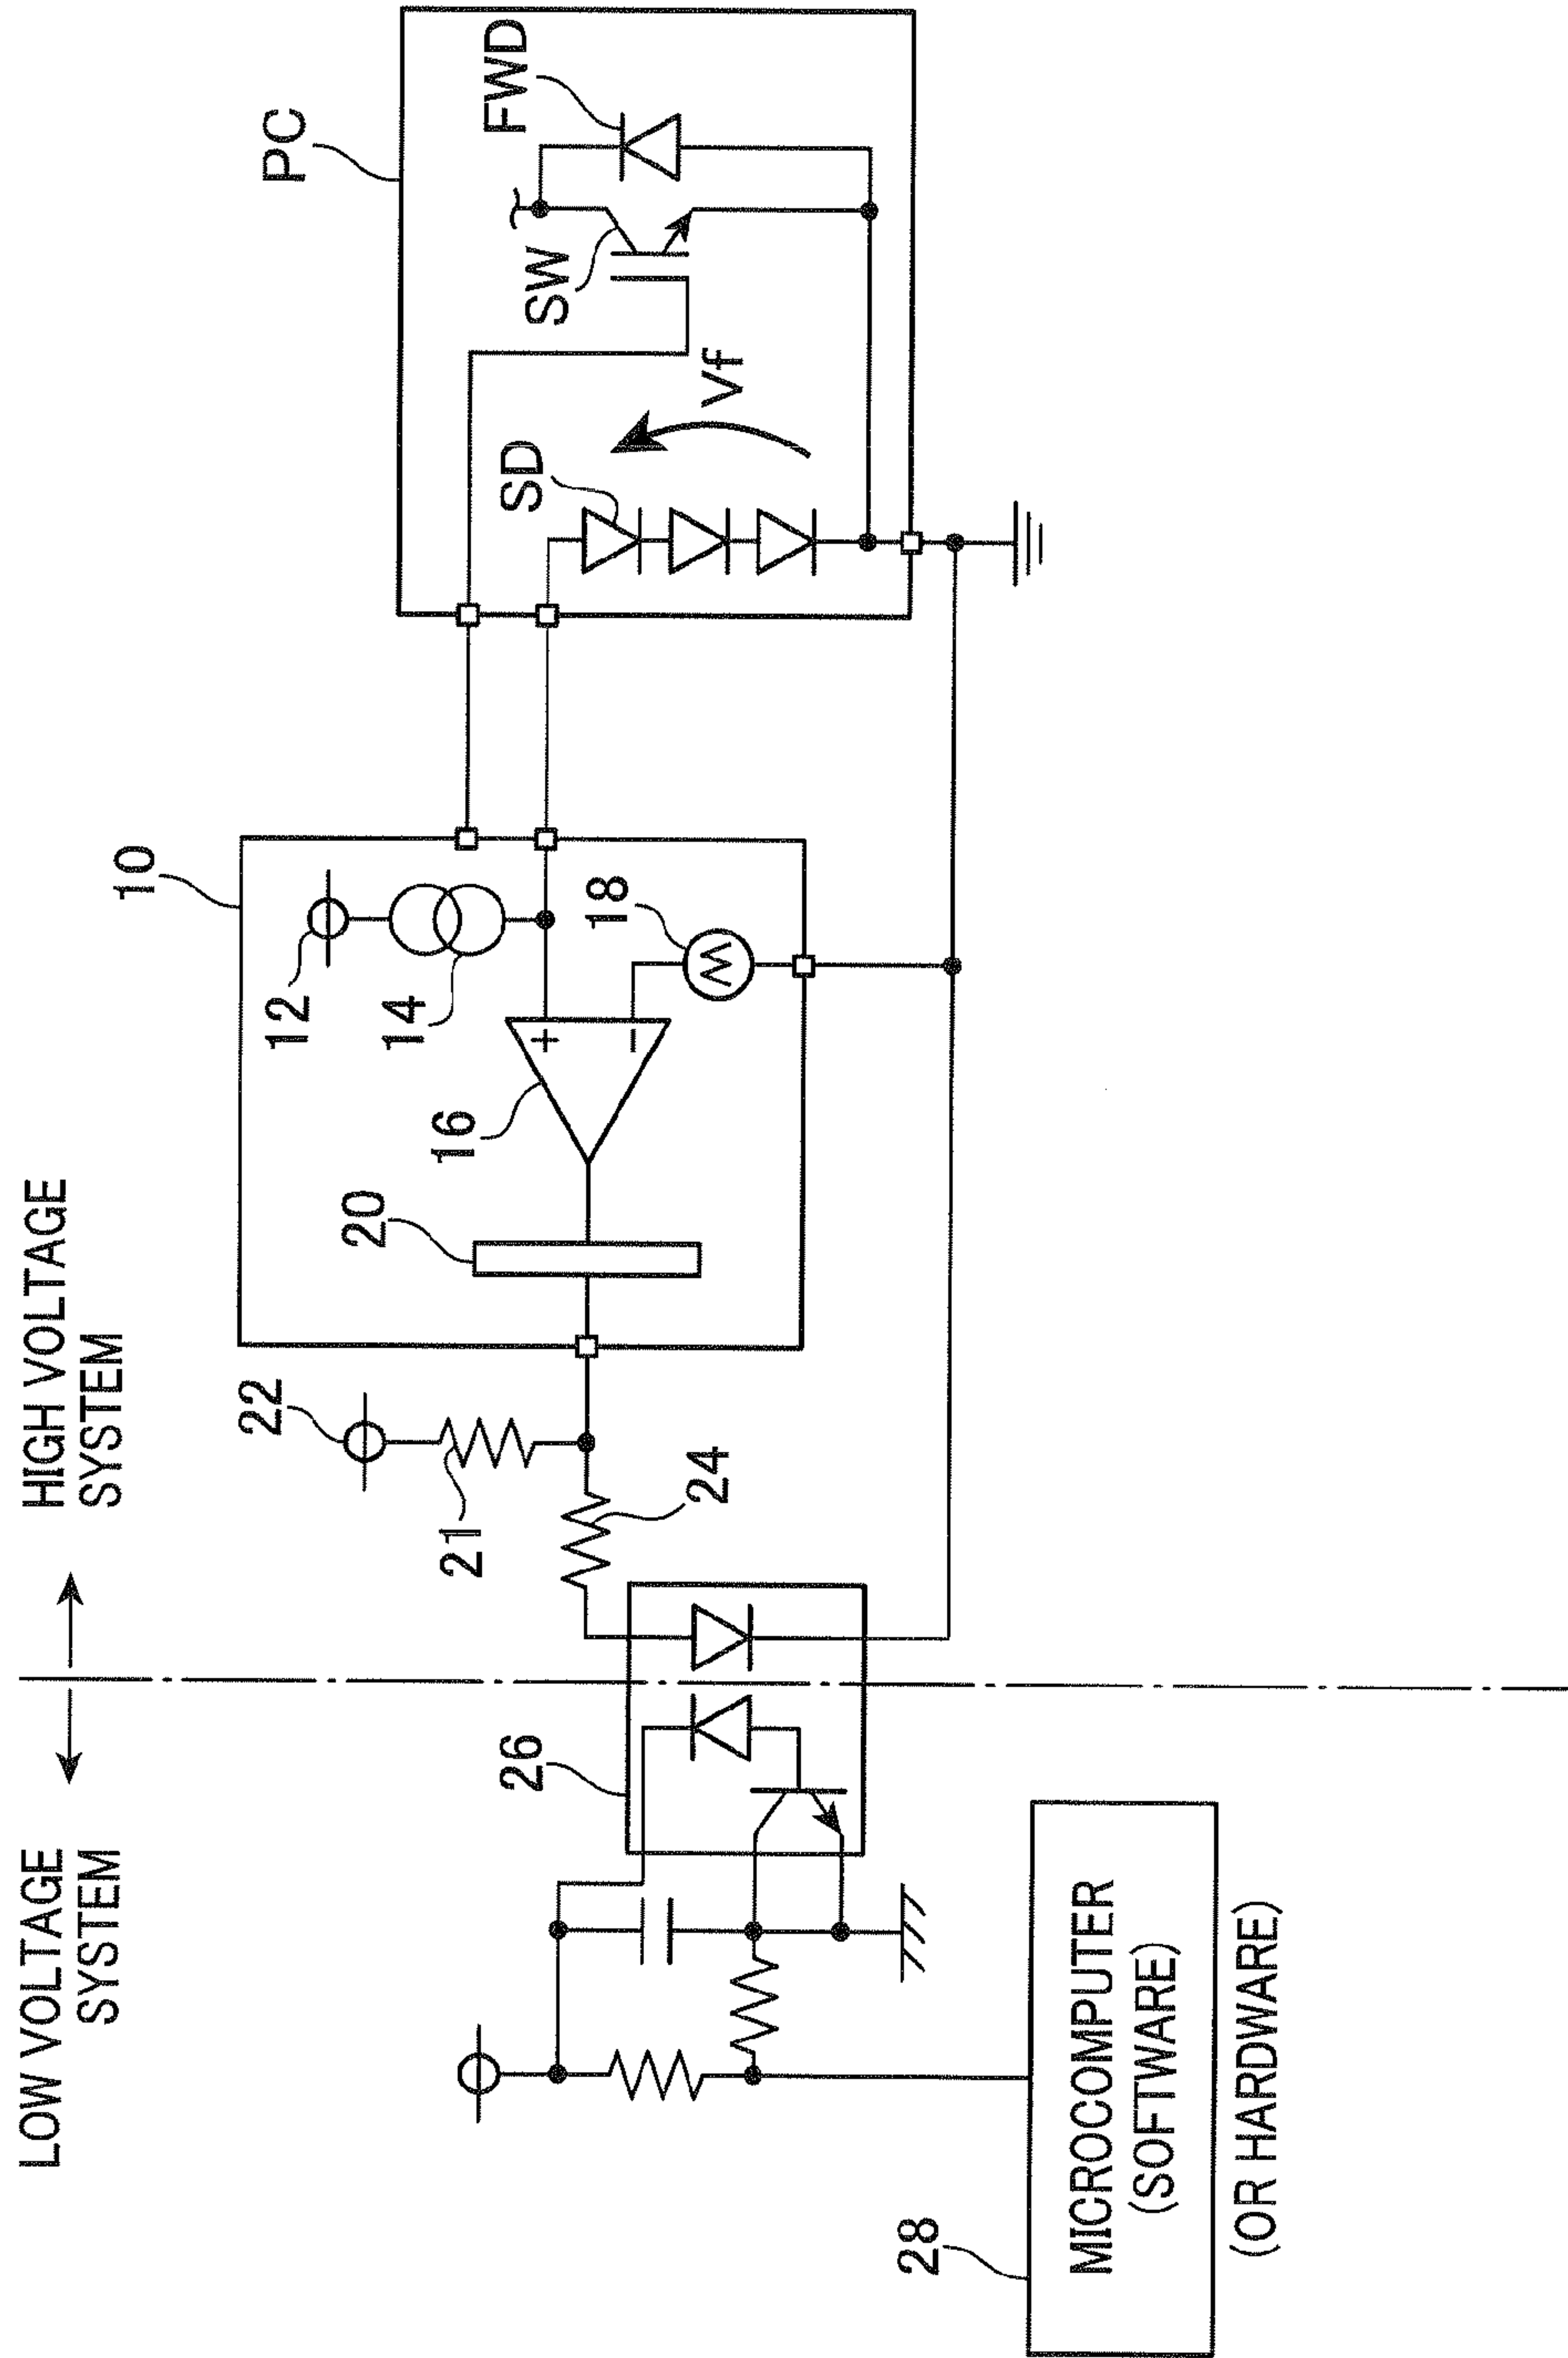 LOW VOLTAGE
SYSTEM
HIGH VOLTAGE
SYSTEM
PC
FWD
SW
SD
Vf
10
12
14
16
18
+
−
20
22
21
24
26
28
MICROCOMPUTER
(SOFTWARE)
(OR HARDWARE)